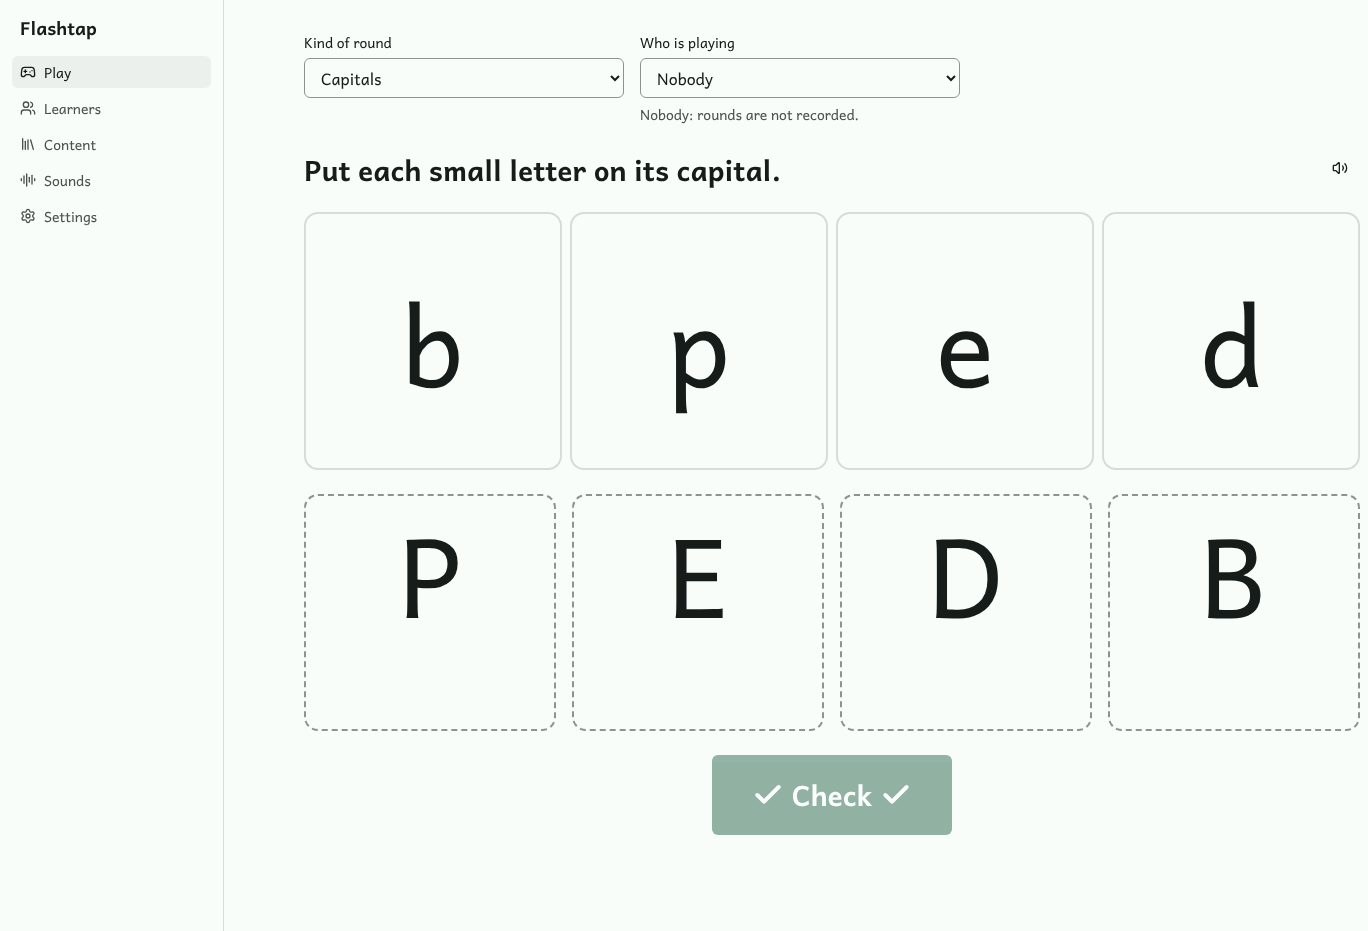 Flashtap
Play
Learners
Content
Sounds
Settings
Kind of round
Capitals
Who is playing
Nobody
Nobody: rounds are not recorded.
Put each small letter on its capital.
b p e d
P E D B
Check